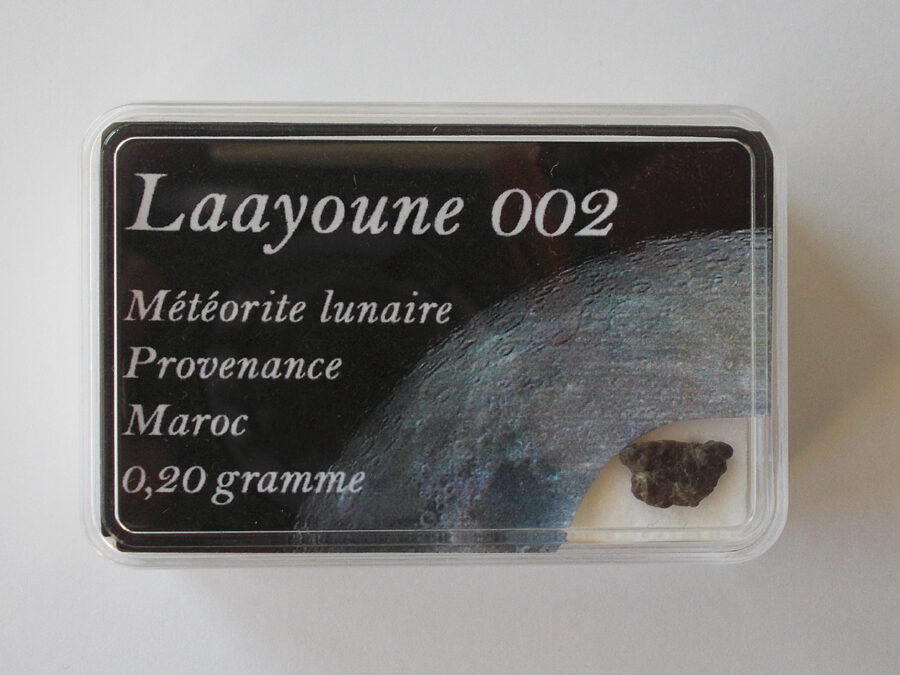 Laayoune 002
Météorite lunaire
Provenance
Maroc
0,20 gramme